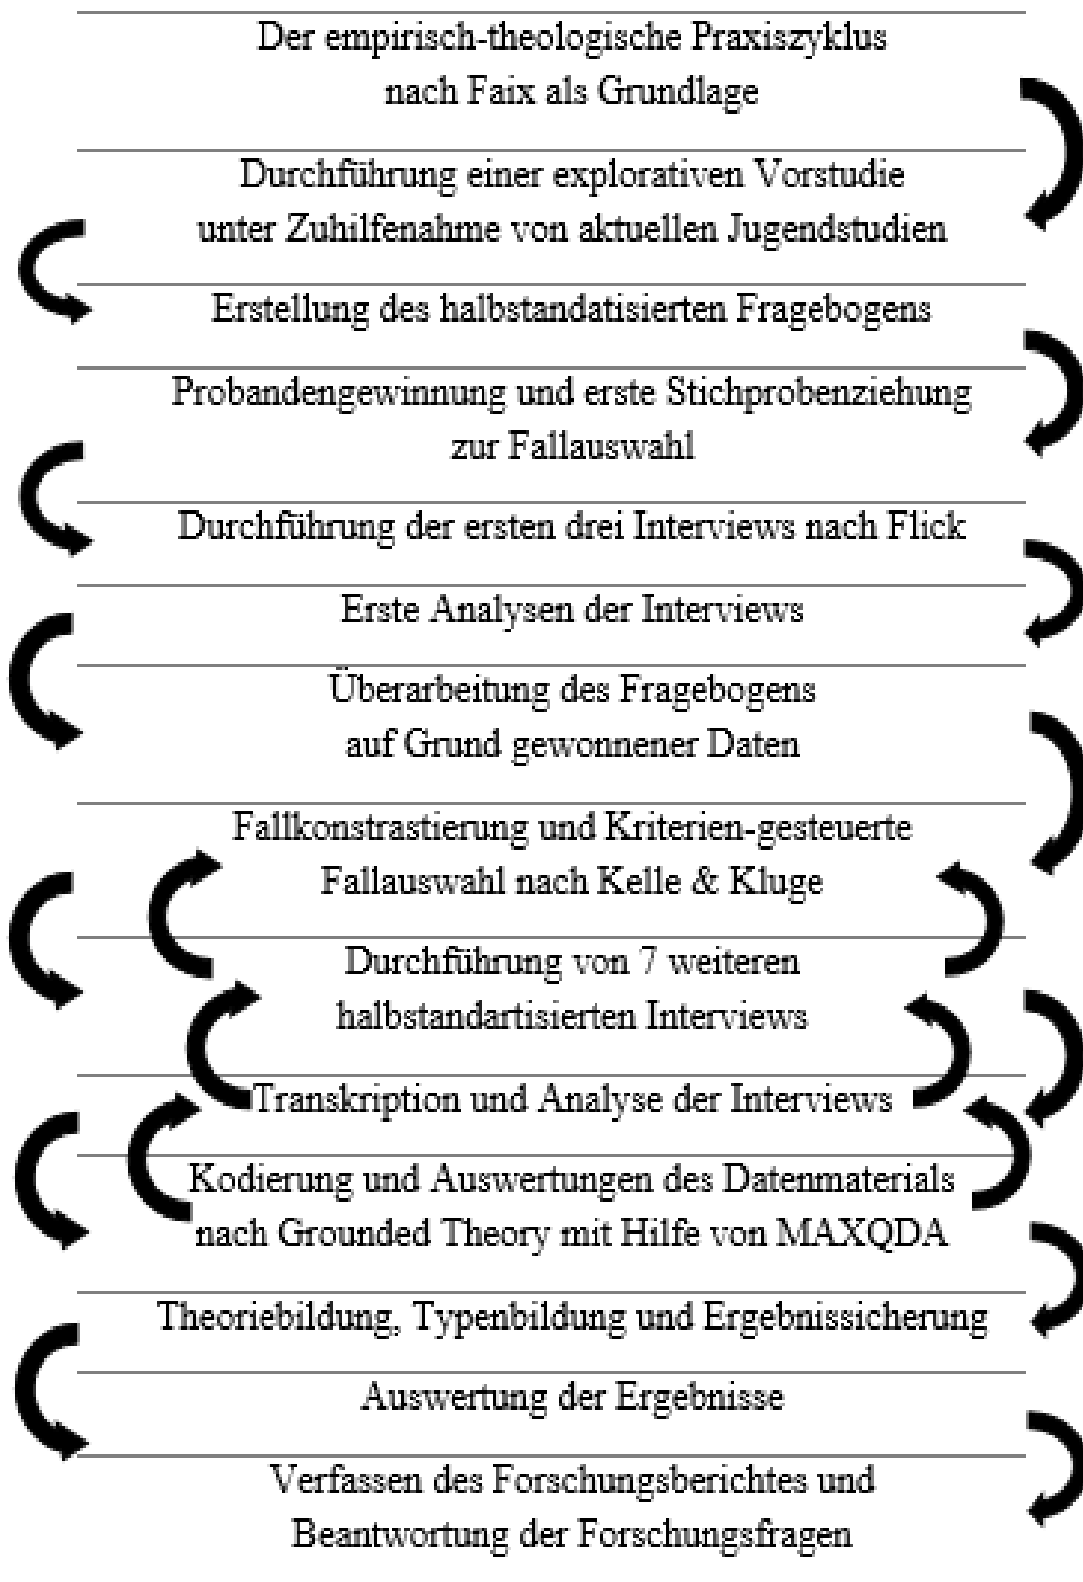 Der empirisch-theologische Praxiszyklus
nach Faix als Grundlage
Durchführung einer explorativen Vorstudie
unter Zuhilfenahme von aktuellen Jugendstudien
Erstellung des halbstandatisierten Fragebogens
Probandengewinnung und erste Stichprobenziehung
zur Fallauswahl
Durchführung der ersten drei Interviews nach Flick
Erste Analysen der Interviews
Überarbeitung des Fragebogens
auf Grund gewonnener Daten
Fallkonstrastierung und Kriterien-gesteuerte
Fallauswahl nach Kelle & Kluge
Durchführung von 7 weiteren
halbstandartisierten Interviews
Transkription und Analyse der Interviews
Kodierung und Auswertungen des Datenmaterials
nach Grounded Theory mit Hilfe von MAXQDA
Theoriebildung, Typenbildung und Ergebnissicherung
Auswertung der Ergebnisse
Verfassen des Forschungsberichtes und
Beantwortung der Forschungsfragen